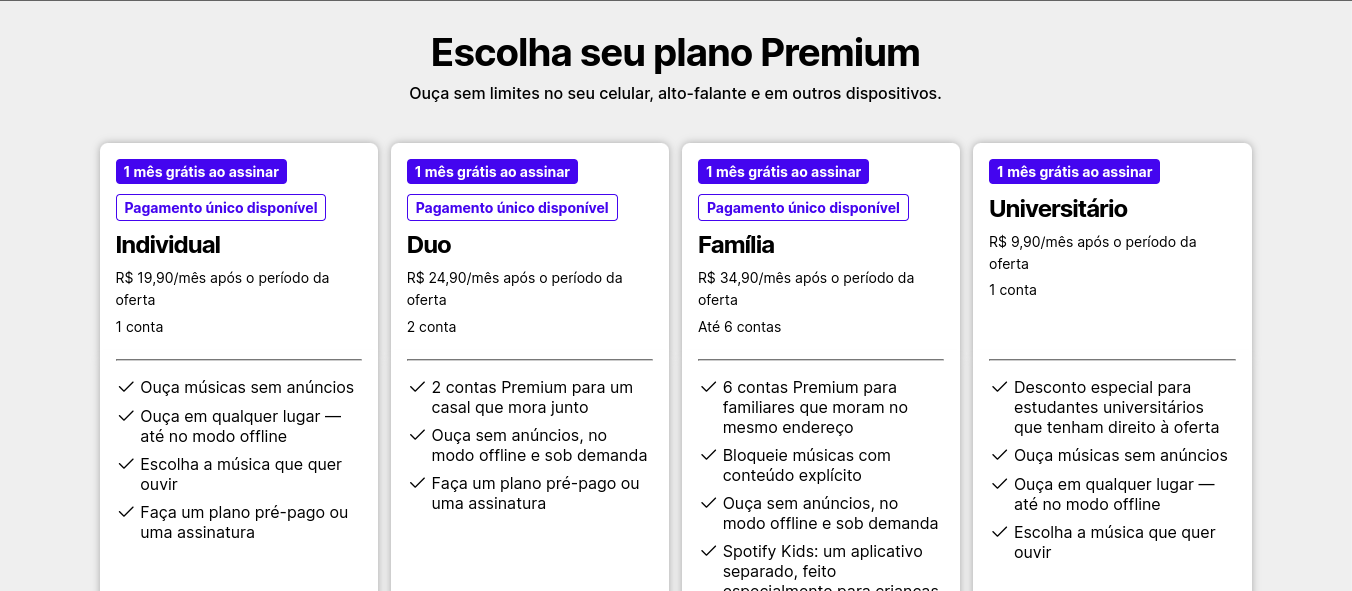 Escolha seu plano Premium
Ouça sem limites no seu celular, alto-falante e em outros dispositivos.
1 mês grátis ao assinar
Pagamento único disponível
Individual
R$ 19,90/mês após o período da
oferta
1 conta
Ouça músicas sem anúncios
Ouça em qualquer lugar —
até no modo offline
Escolha a música que quer
ouvir
Faça um plano pré-pago ou
uma assinatura
1 mês grátis ao assinar
Pagamento único disponível
Duo
R$ 24,90/mês após o período da
oferta
2 conta
2 contas Premium para um
casal que mora junto
Ouça sem anúncios, no
modo offline e sob demanda
Faça um plano pré-pago ou
uma assinatura
1 mês grátis ao assinar
Pagamento único disponível
Família
R$ 34,90/mês após o período da
oferta
Até 6 contas
6 contas Premium para
familiares que moram no
mesmo endereço
Bloqueie músicas com
conteúdo explícito
Ouça sem anúncios, no
modo offline e sob demanda
Spotify Kids: um aplicativo
separado, feito
especialmente para crianças
1 mês grátis ao assinar
Universitário
R$ 9,90/mês após o período da
oferta
1 conta
Desconto especial para
estudantes universitários
que tenham direito à oferta
Ouça músicas sem anúncios
Ouça em qualquer lugar —
até no modo offline
Escolha a música que quer
ouvir